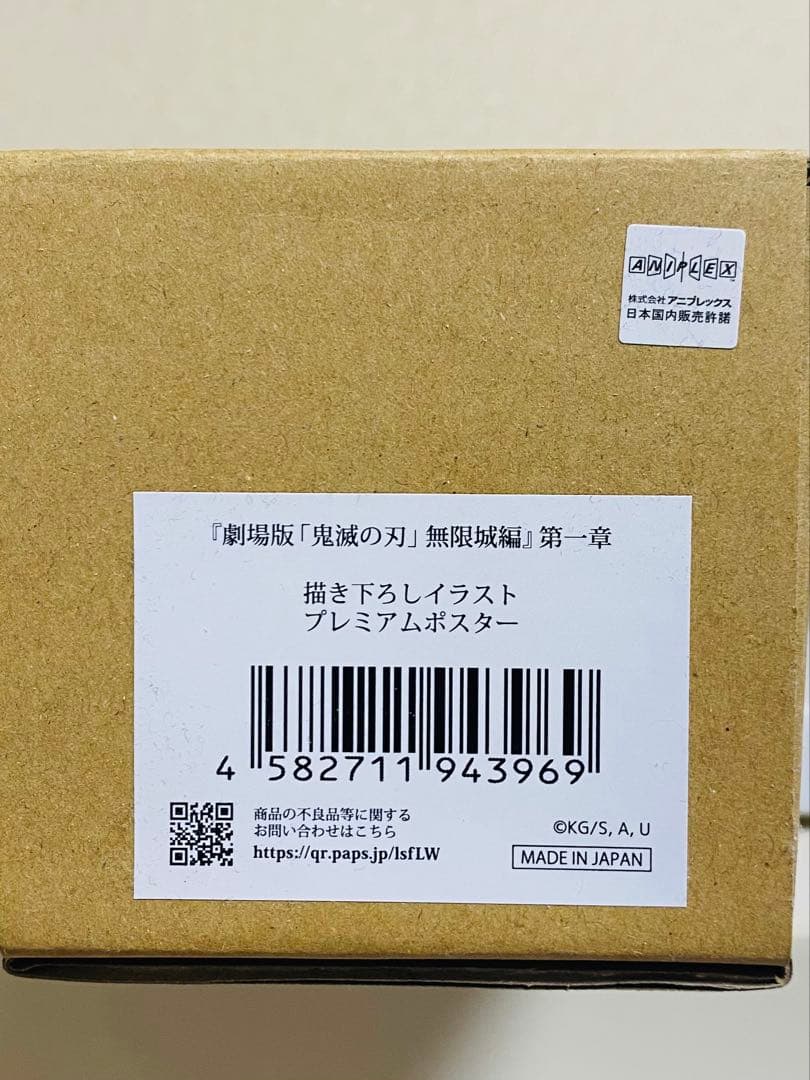 ANIPLEX
株式会社 アニプレックス
日本国内販売許諾
『劇場版「鬼滅の刃」無限城編』第一章
描き下ろしイラスト
プレミアムポスター
4 582711 943969
商品の不良品等に関する
お問い合わせはこちら
https://qr.paps.jp/lsfLW
©KG/S, A, U
MADE IN JAPAN